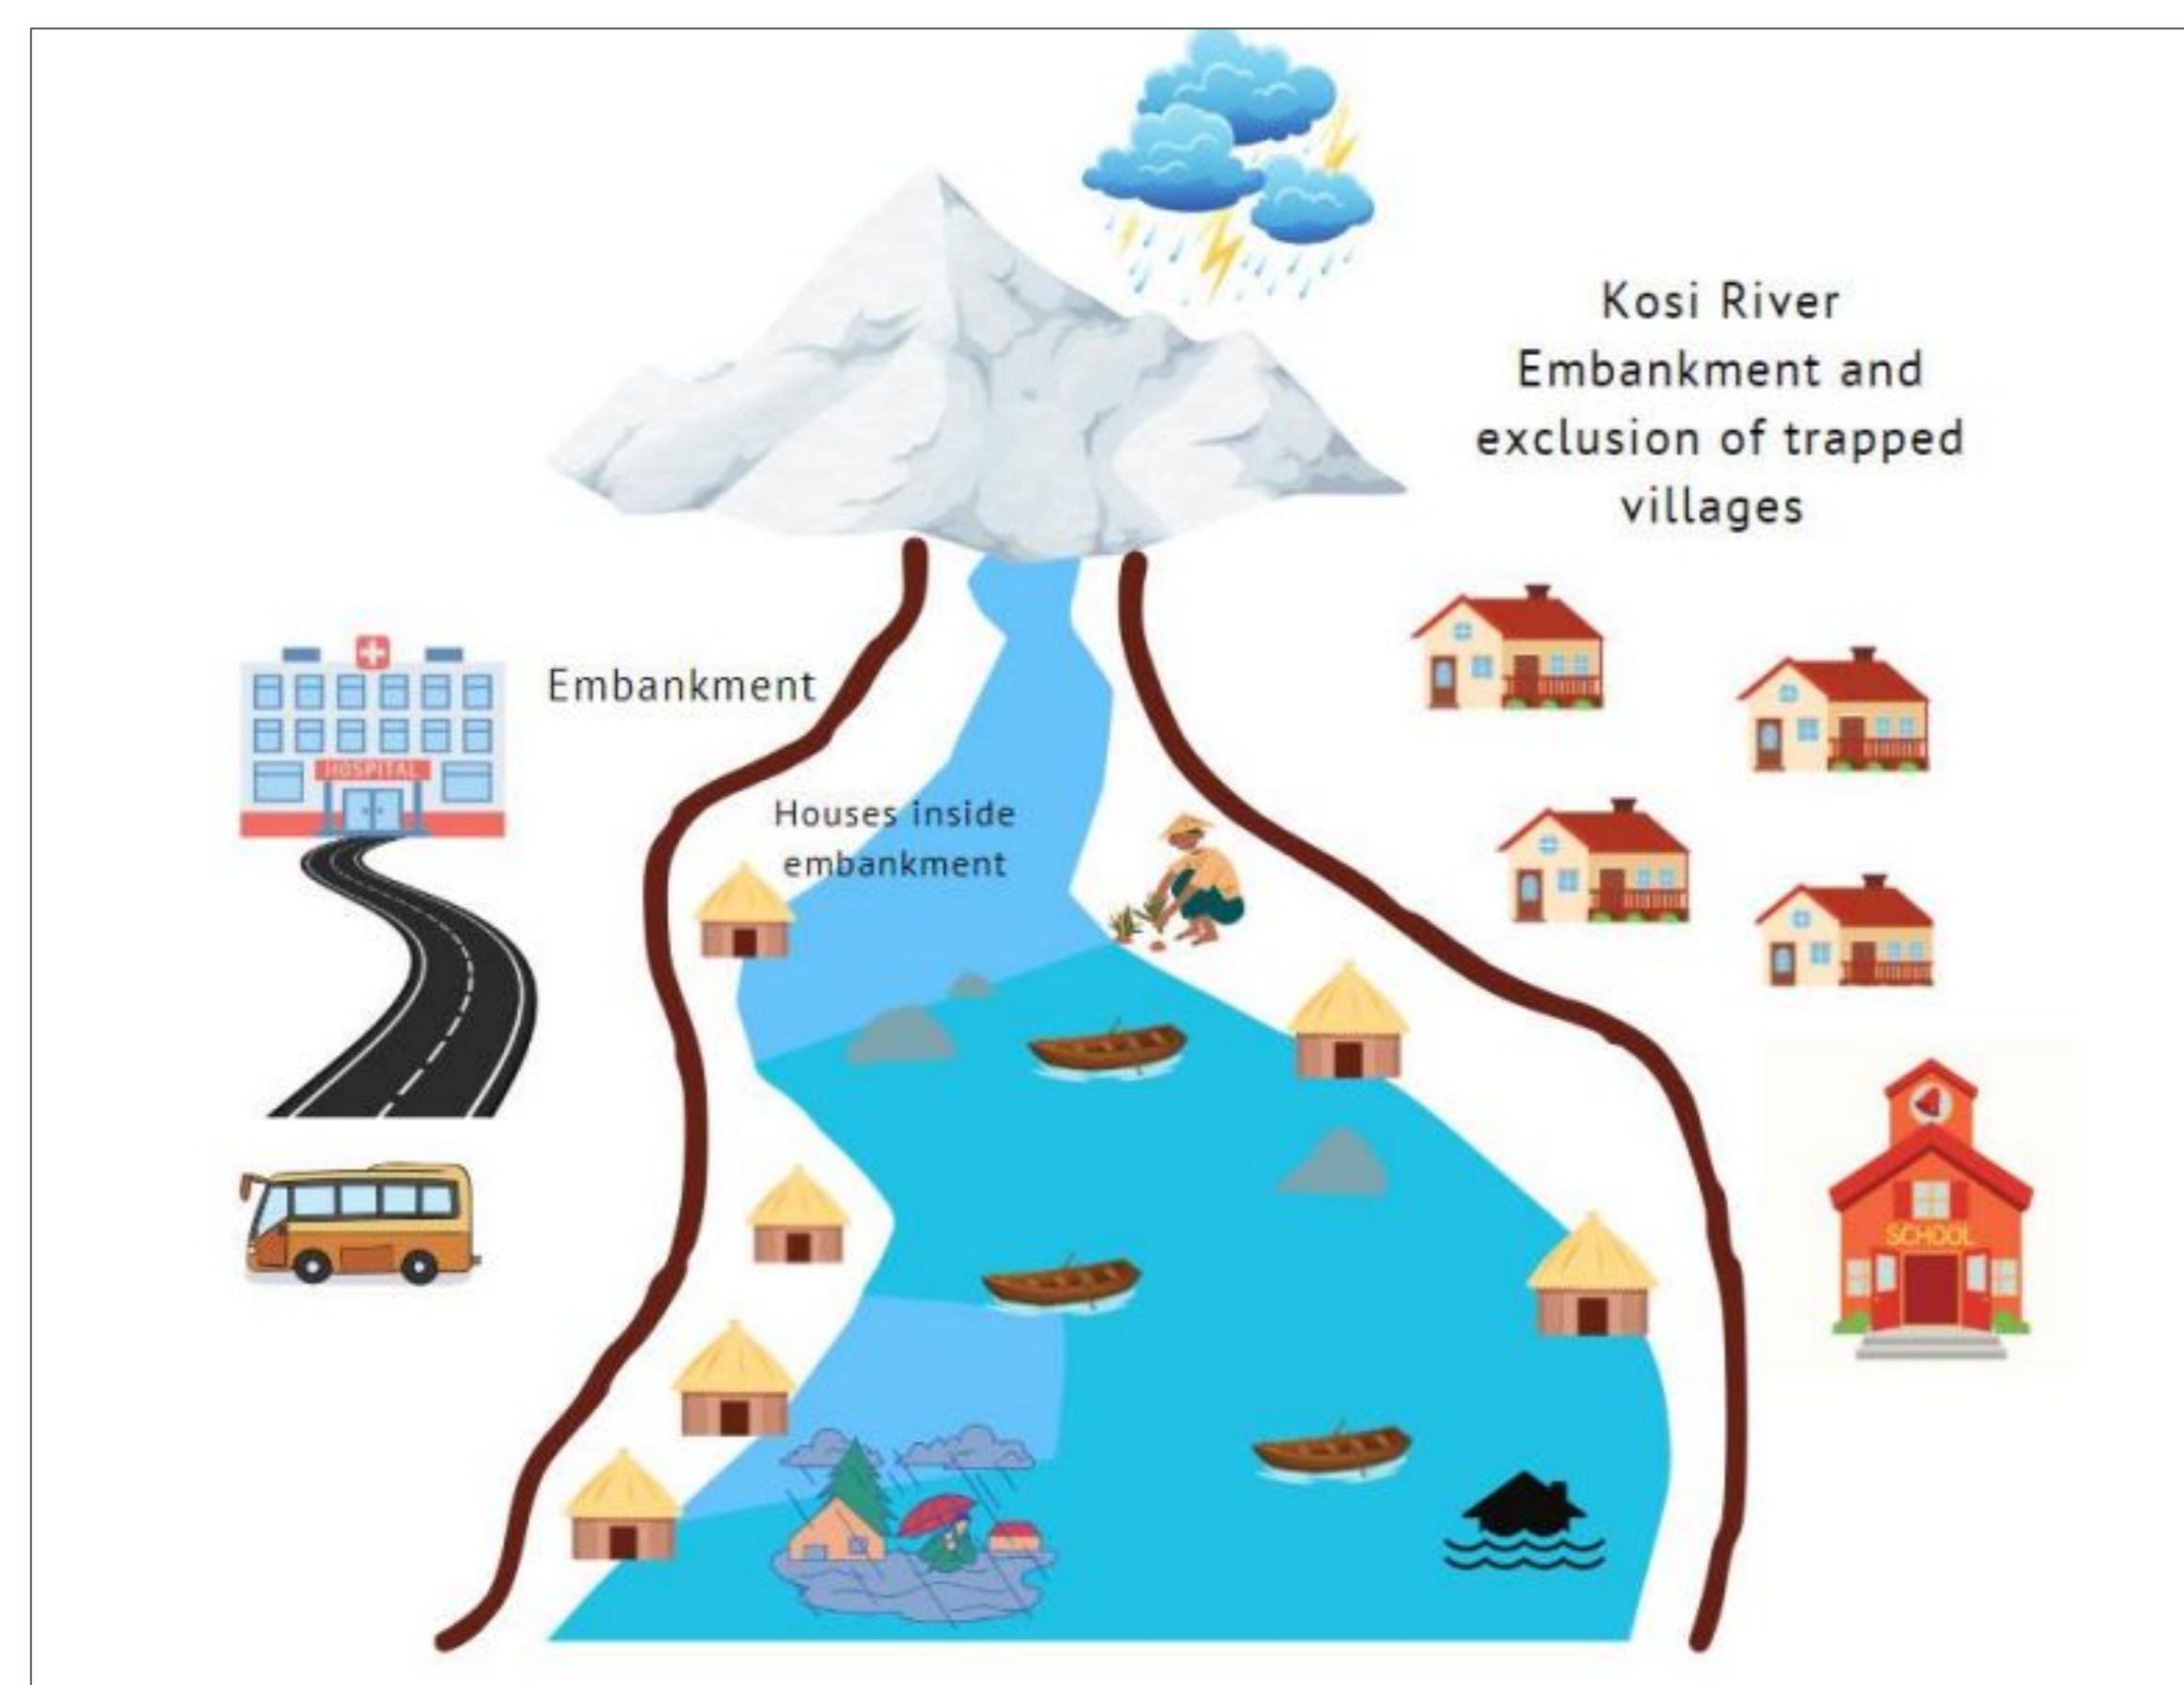 Kosi River
Embankment and
exclusion of trapped
villages
Embankment
HOSPITAL
Houses inside
embankment
SCHOOL